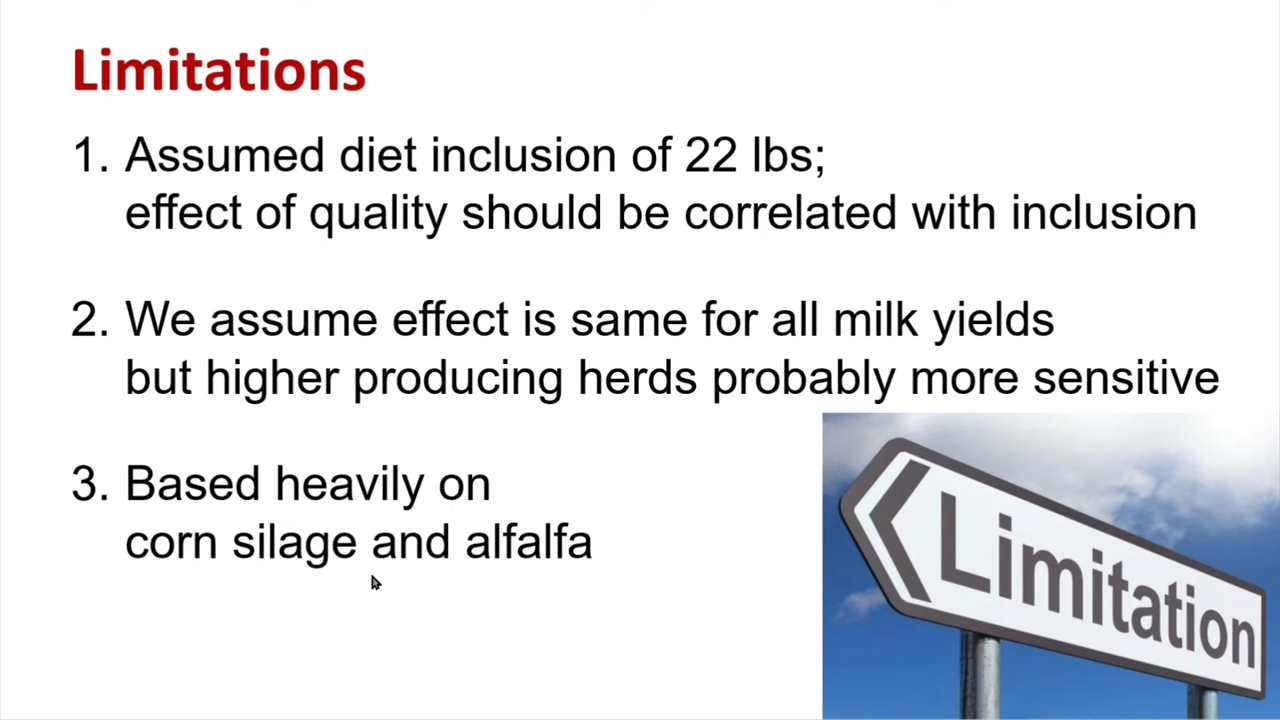 Limitations
1. Assumed diet inclusion of 22 lbs;
effect of quality should be correlated with inclusion
2. We assume effect is same for all milk yields
but higher producing herds probably more sensitive
3. Based heavily on
corn silage and alfalfa
Limitation